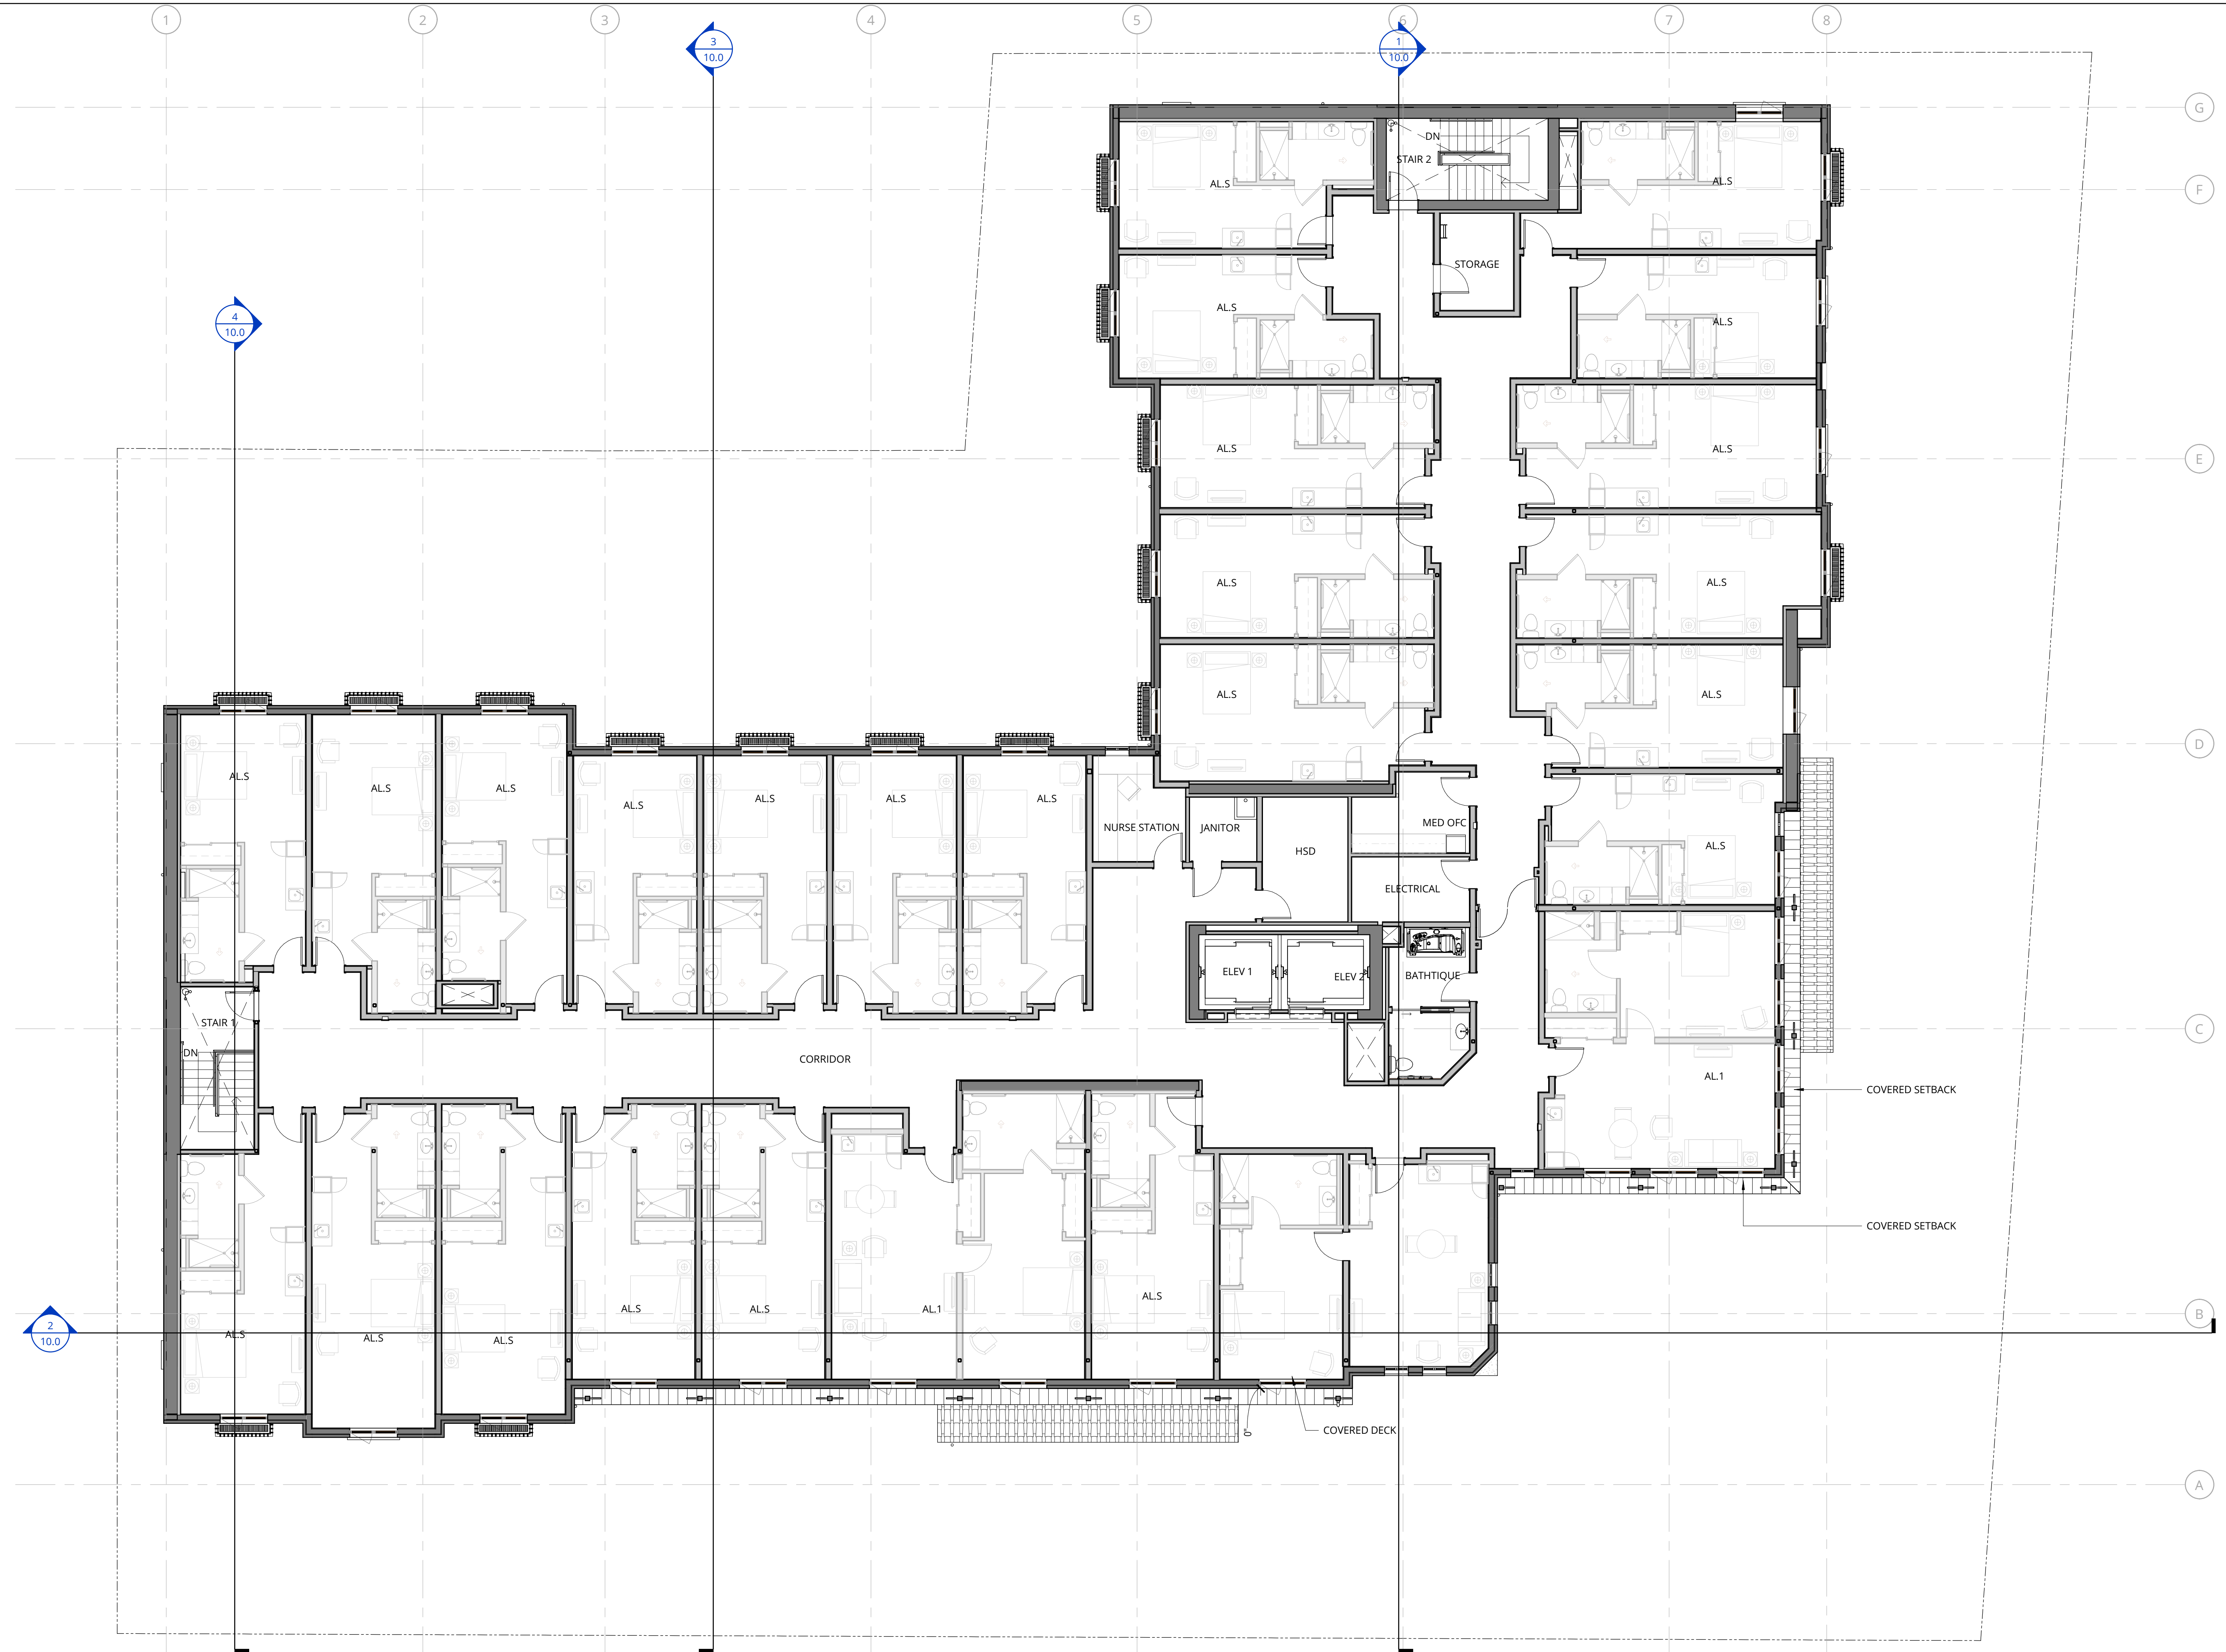 1 2 3 4 5 6 7 8
3
10.0
1
10.0
G
DN
STAIR 2
AL.S
AL.S
F
STORAGE
AL.S
AL.S
4
10.0
AL.S
AL.S
E
AL.S
AL.S
AL.S
AL.S
D
AL.S
AL.S
AL.S
AL.S
AL.S
AL.S
AL.S
NURSE STATION
JANITOR
MED OFC
HSD
AL.S
ELECTRICAL
ELEV 1
ELEV 2
BATHTIQUE
STAIR 1
DN
C
CORRIDOR
AL.1
COVERED SETBACK
COVERED SETBACK
AL.S
AL.S
AL.S
AL.1
AL.S
B
2
10.0
AL.S
AL.S
AL.S
COVERED DECK
A